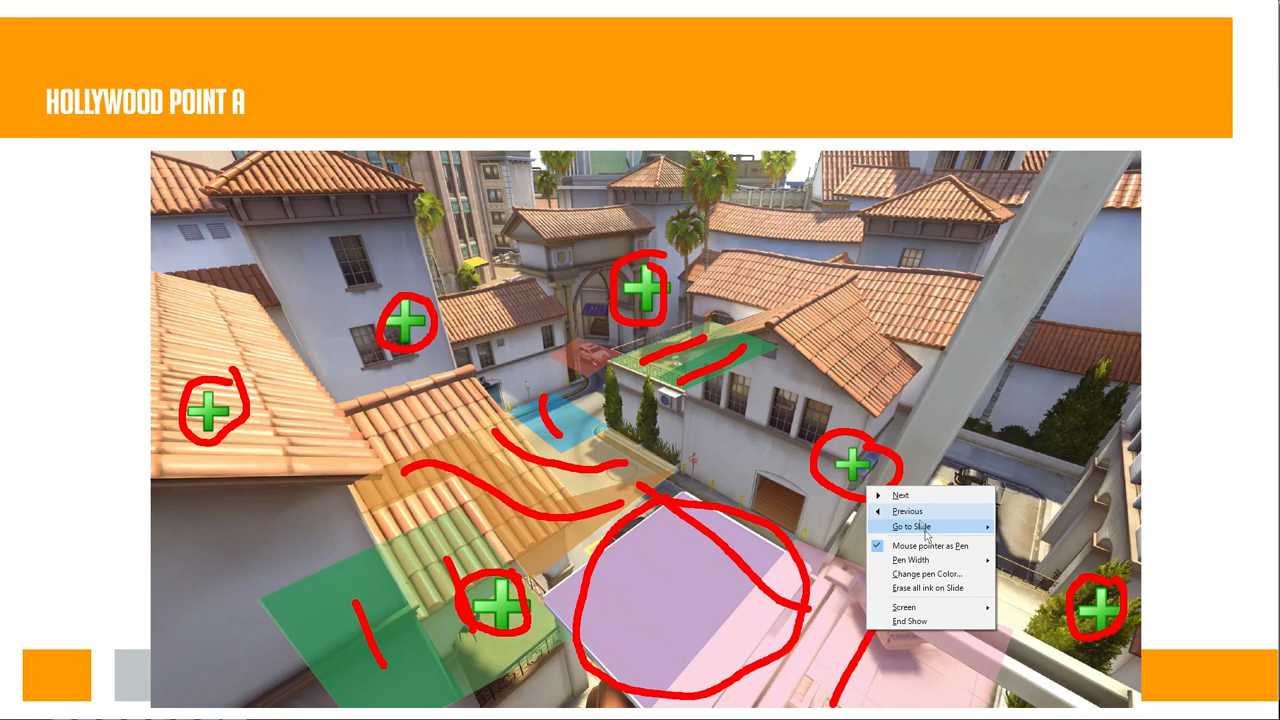 HOLLYWOOD POINT A
Next
Previous
Go to Slide
Mouse pointer as Pen
Pen Width
Change pen Color...
Erase all ink on Slide
Screen
End Show